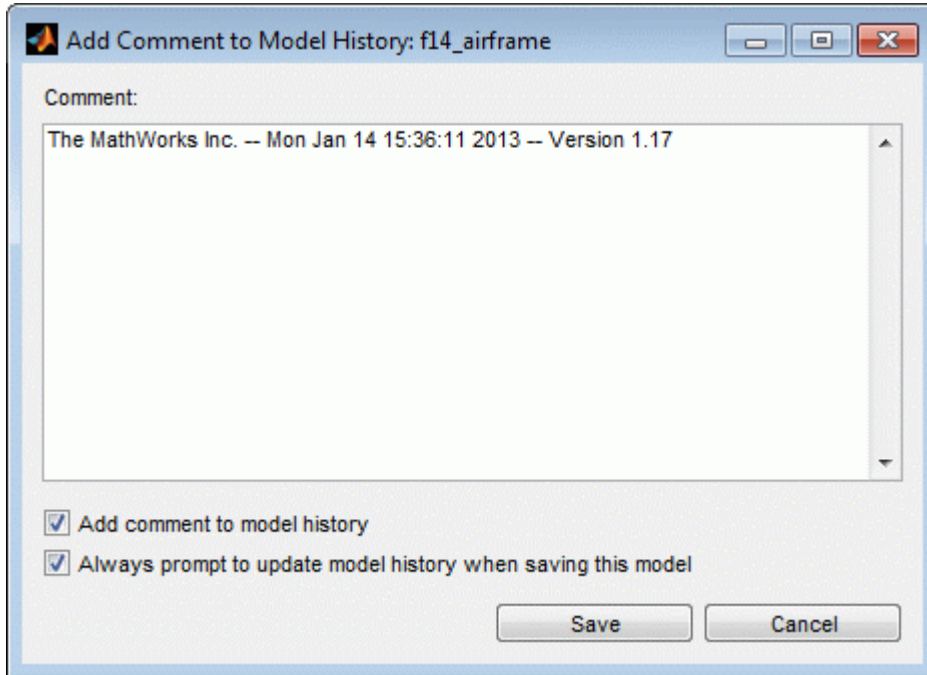 Add Comment to Model History: f14_airframe
Comment:
The MathWorks Inc. -- Mon Jan 14 15:36:11 2013 -- Version 1.17
Add comment to model history
Always prompt to update model history when saving this model
Save Cancel